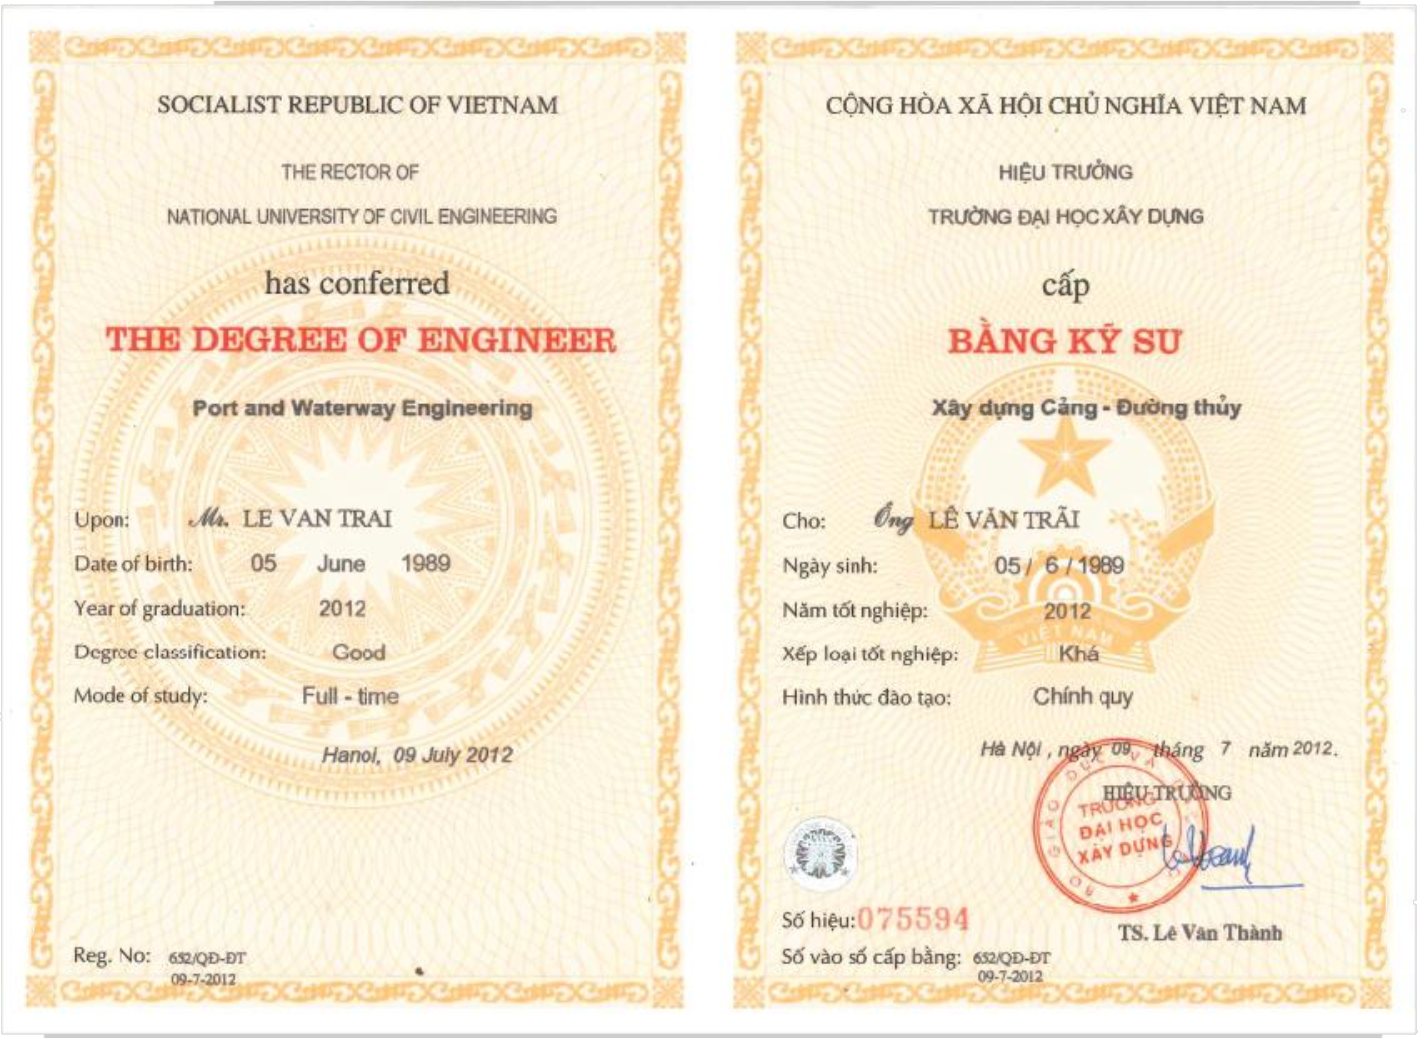 SOCIALIST REPUBLIC OF VIETNAM
THE RECTOR OF
NATIONAL UNIVERSITY OF CIVIL ENGINEERING
has conferred
THE DEGREE OF ENGINEER
Port and Waterway Engineering
Upon: Mr. LE VAN TRAI
Date of birth: 05 June 1989
Year of graduation: 2012
Degree classification: Good
Mode of study: Full - time
Hanoi, 09 July 2012
Reg. No: 652/QĐ-ĐT
09-7-2012
CỘNG HÒA XÃ HỘI CHỦ NGHĨA VIỆT NAM
HIỆU TRƯỞNG
TRƯỜNG ĐẠI HỌC XÂY DỰNG
cấp
BẰNG KỸ SƯ
Xây dựng Cảng - Đường thủy
Cho: Ông LÊ VĂN TRÃI
Ngày sinh: 05 / 6 / 1989
Năm tốt nghiệp: 2012
VIỆT NAM
Xếp loại tốt nghiệp: Khá
Hình thức đào tạo: Chính quy
Hà Nội , ngày 09 tháng 7 năm 2012.
HIỆU TRƯỞNG
TRƯỜNG
ĐẠI HỌC
XÂY DỰNG
Số hiệu: 075594
TS. Lê Văn Thành
Số vào số cấp bằng: 652/QĐ-ĐT
09-7-2012